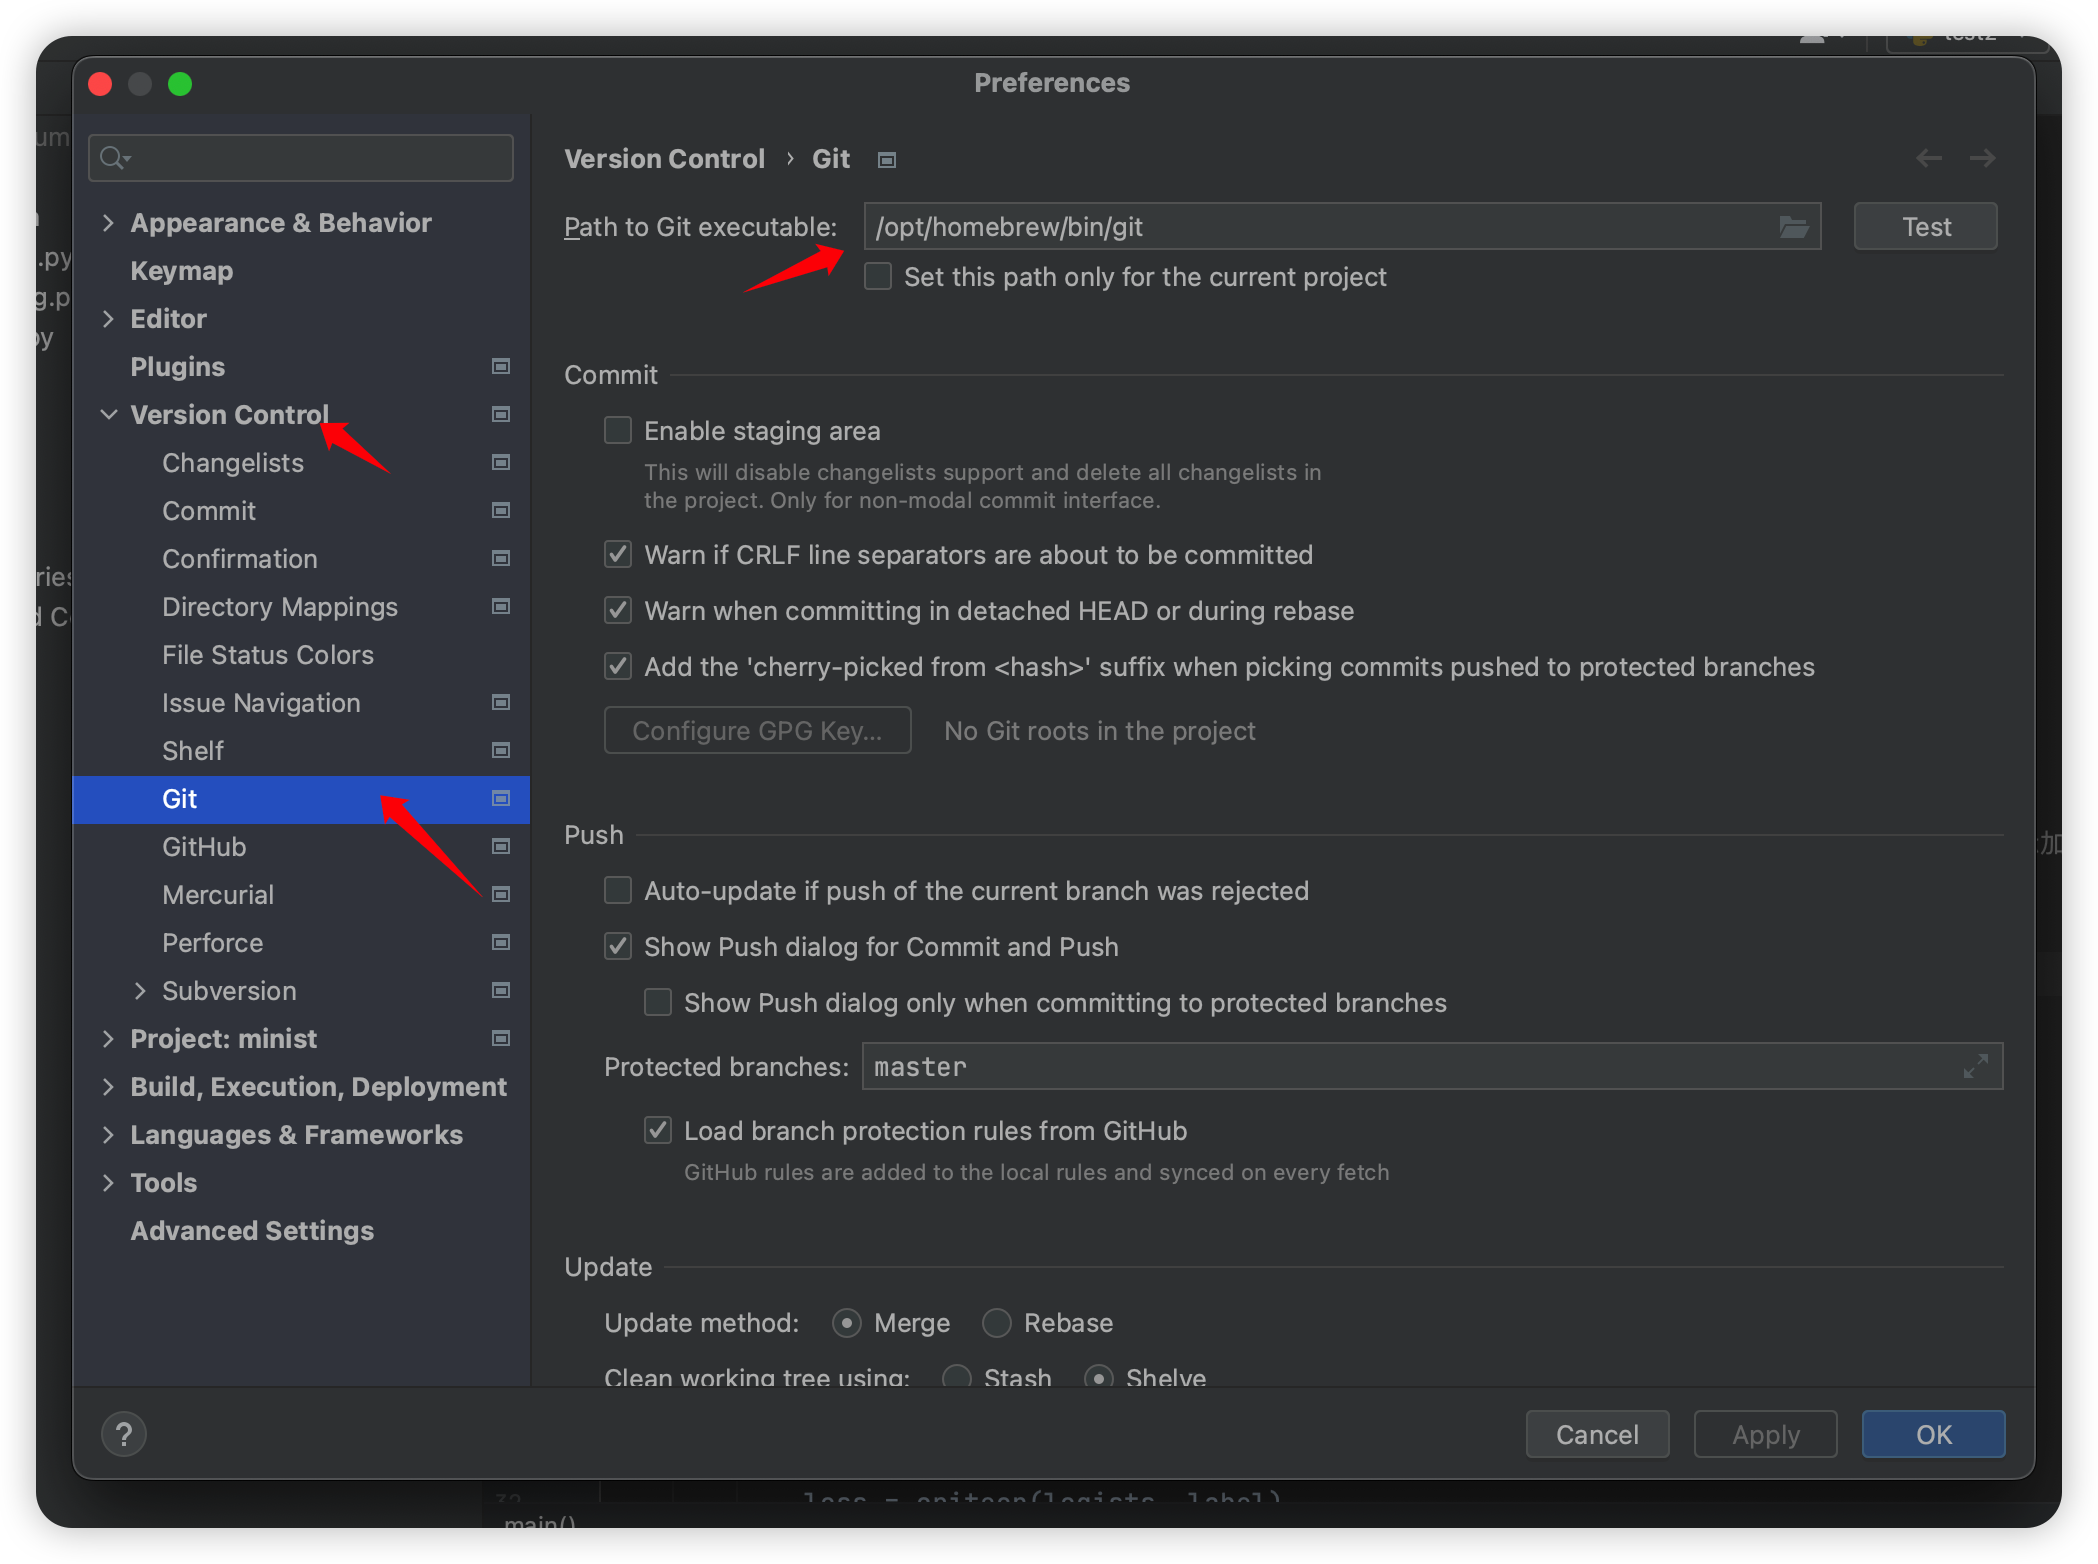 test2
Preferences
Version Control › Git
Appearance & Behavior
Keymap
Editor
Plugins
Version Control
Changelists
Commit
Confirmation
Directory Mappings
File Status Colors
Issue Navigation
Shelf
Git
GitHub
Mercurial
Perforce
Subversion
Project: minist
Build, Execution, Deployment
Languages & Frameworks
Tools
Advanced Settings
Path to Git executable: /opt/homebrew/bin/git Test
Set this path only for the current project
Commit
Enable staging area
This will disable changelists support and delete all changelists in
the project. Only for non-modal commit interface.
Warn if CRLF line separators are about to be committed
Warn when committing in detached HEAD or during rebase
Add the 'cherry-picked from <hash>' suffix when picking commits pushed to protected branches
Configure GPG Key... No Git roots in the project
Push
Auto-update if push of the current branch was rejected
Show Push dialog for Commit and Push
Show Push dialog only when committing to protected branches
Protected branches: master
Load branch protection rules from GitHub
GitHub rules are added to the local rules and synced on every fetch
Update
Update method: Merge Rebase
Clean working tree using: Stash Shelve
? Cancel Apply OK
main()